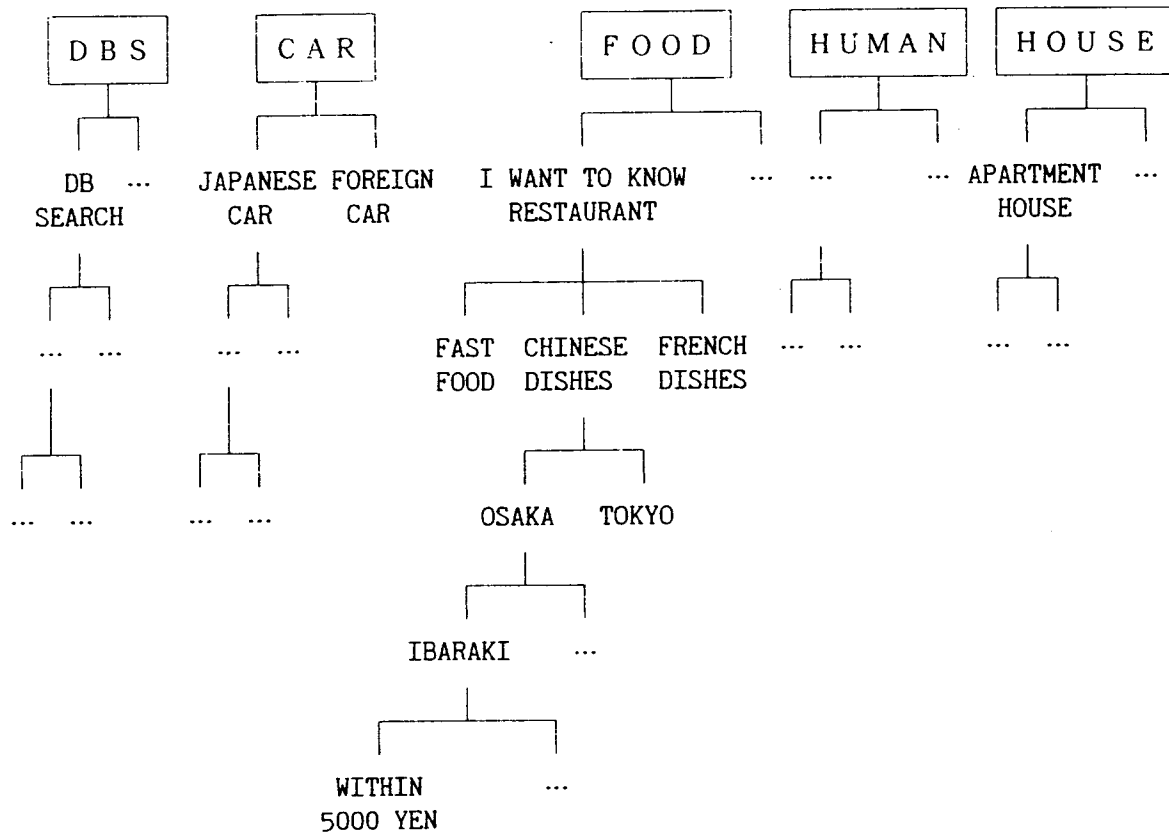 DBS CAR FOOD HUMAN HOUSE
DB ... JAPANESE FOREIGN I WANT TO KNOW ... ... ... APARTMENT ...
SEARCH CAR CAR RESTAURANT HOUSE
... ... ... ... FAST CHINESE FRENCH ... ... ... ...
FOOD DISHES DISHES
... ... ... ... OSAKA TOKYO
IBARAKI ...
WITHIN ...
5000 YEN